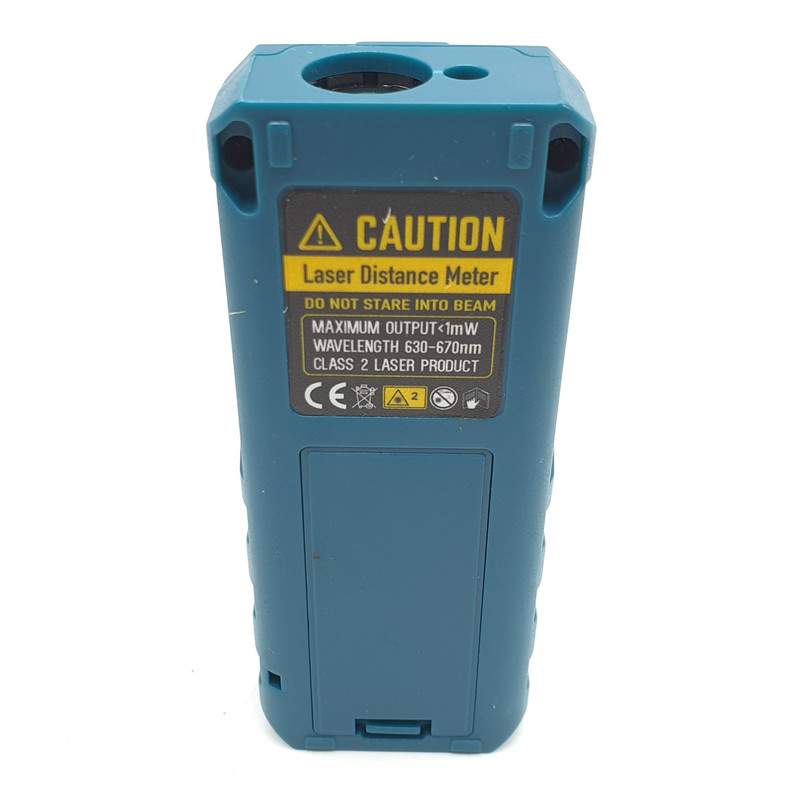 CAUTION
Laser Distance Meter
DO NOT STARE INTO BEAM
MAXIMUM OUTPUT<1mW
WAVELENGTH 630-670nm
CLASS 2 LASER PRODUCT
CE 2